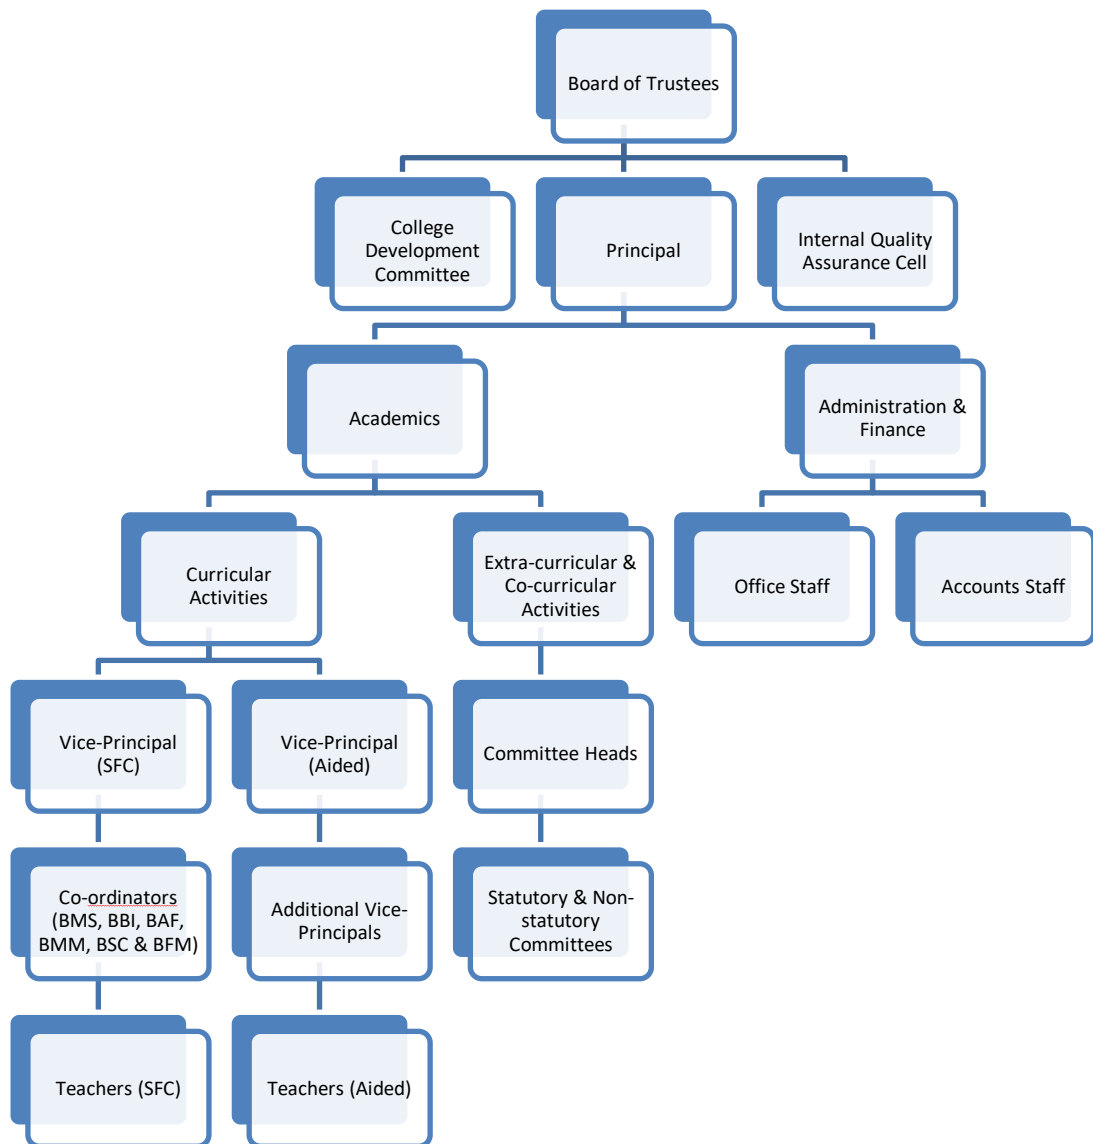 Board of Trustees
College
Development
Committee
Principal
Internal Quality
Assurance Cell
Academics
Administration &
Finance
Curricular
Activities
Extra-curricular &
Co-curricular
Activities
Office Staff
Accounts Staff
Vice-Principal
(SFC)
Vice-Principal
(Aided)
Committee Heads
Co-ordinators
(BMS, BBI, BAF,
BMM, BSC & BFM)
Additional Vice-
Principals
Statutory & Non-
statutory
Committees
Teachers (SFC)
Teachers (Aided)